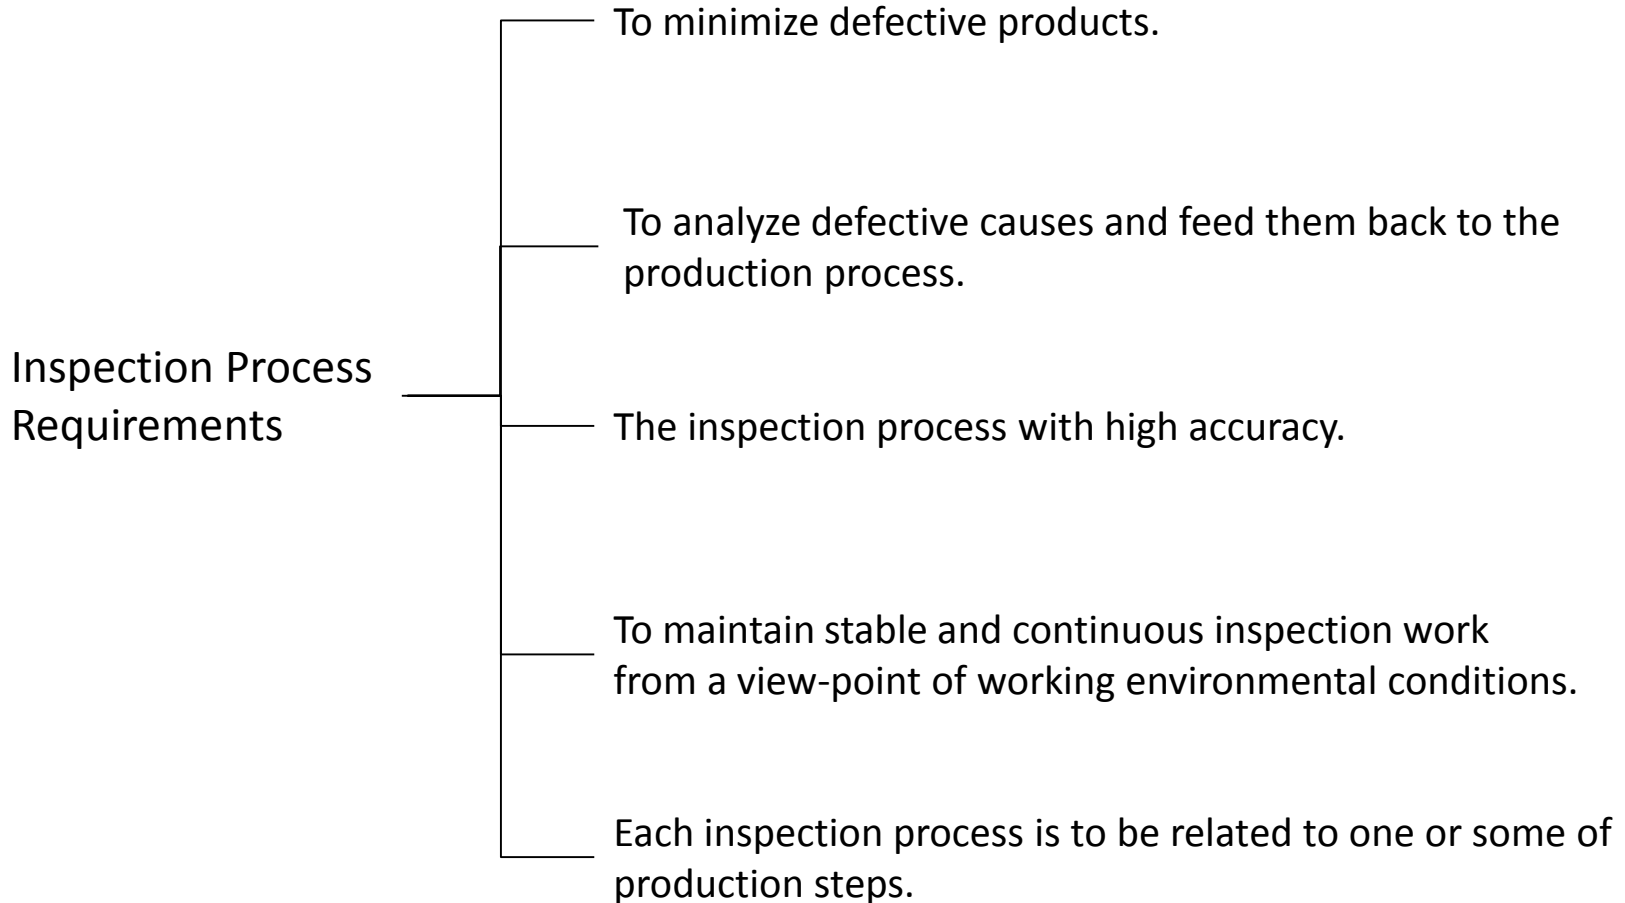 To minimize defective products.
To analyze defective causes and feed them back to the
production process.
Inspection Process
Requirements
The inspection process with high accuracy.
To maintain stable and continuous inspection work
from a view-point of working environmental conditions.
Each inspection process is to be related to one or some of
production steps.